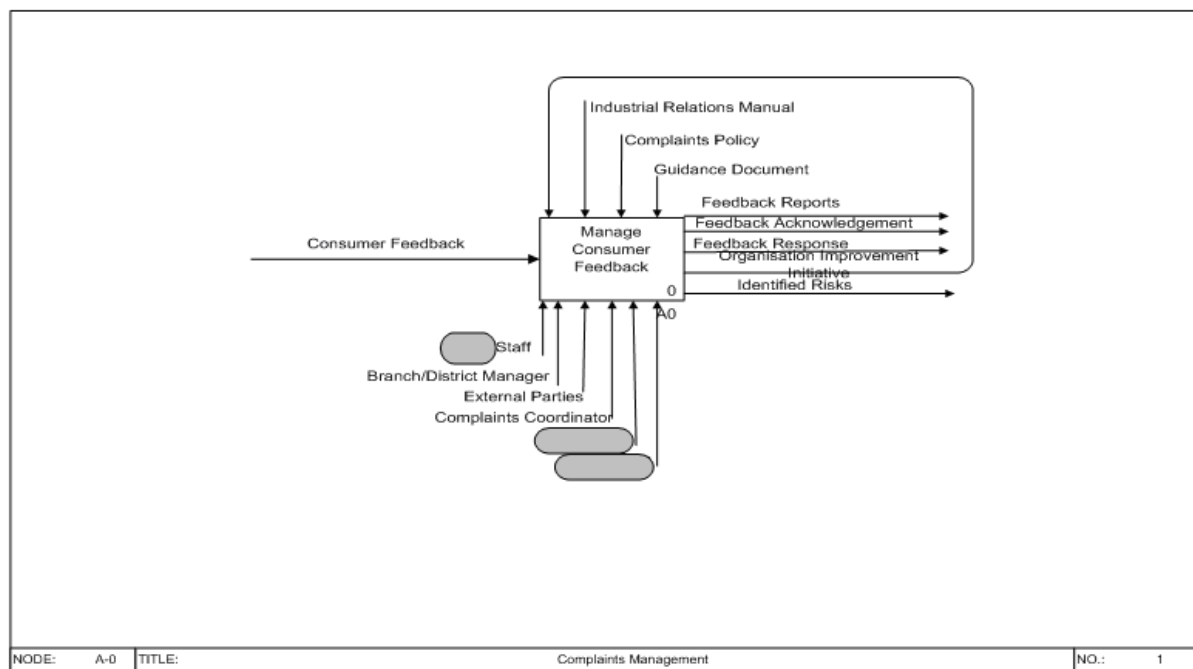 Industrial Relations Manual
Complaints Policy
Guidance Document
Feedback Reports
Feedback Acknowledgement
Consumer Feedback
Manage
Consumer
Feedback
Feedback Response
Organisation Improvement
Initiative
Identified Risks
0
A0
Staff
Branch/District Manager
External Parties
Complaints Coordinator
NODE: A-0 TITLE: Complaints Management NO.: 1